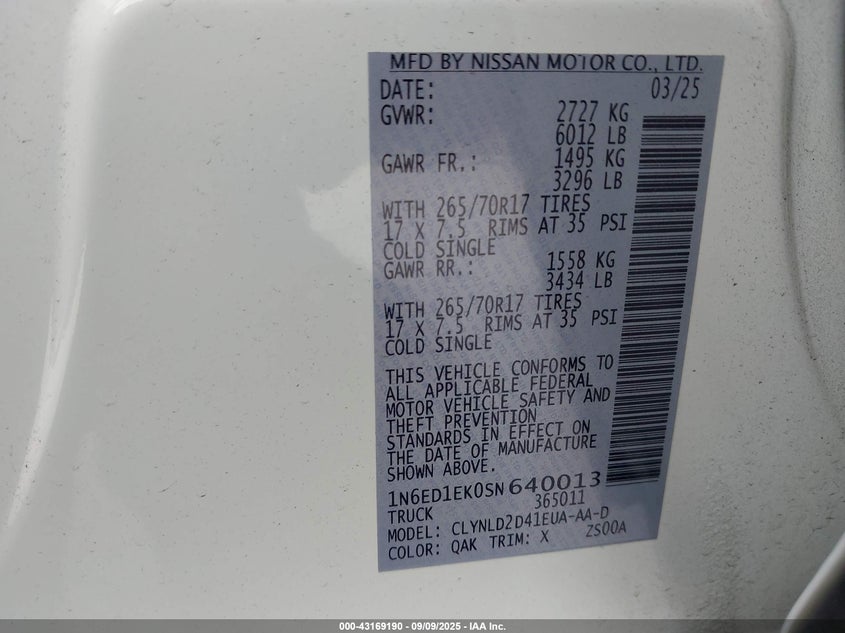 MFD BY NISSAN MOTOR CO., LTD.
DATE: 03/25
GVWR: 2727 KG
6012 LB
GAWR FR.: 1495 KG
3296 LB
WITH 265/70R17 TIRES
17 X 7.5 RIMS AT 35 PSI
COLD SINGLE
GAWR RR.: 1558 KG
3434 LB
WITH 265/70R17 TIRES
17 X 7.5 RIMS AT 35 PSI
COLD SINGLE
THIS VEHICLE CONFORMS TO
ALL APPLICABLE FEDERAL
MOTOR VEHICLE SAFETY AND
THEFT PREVENTION
STANDARDS IN EFFECT ON
THE DATE OF MANUFACTURE
SHOWN ABOVE.
1N6ED1EK0SN640013
TRUCK 365011
MODEL: CLYNLD2D41EUA-AA-D
COLOR: QAK TRIM: X ZS00A
000-43169190 - 09/09/2025 - IAA Inc.